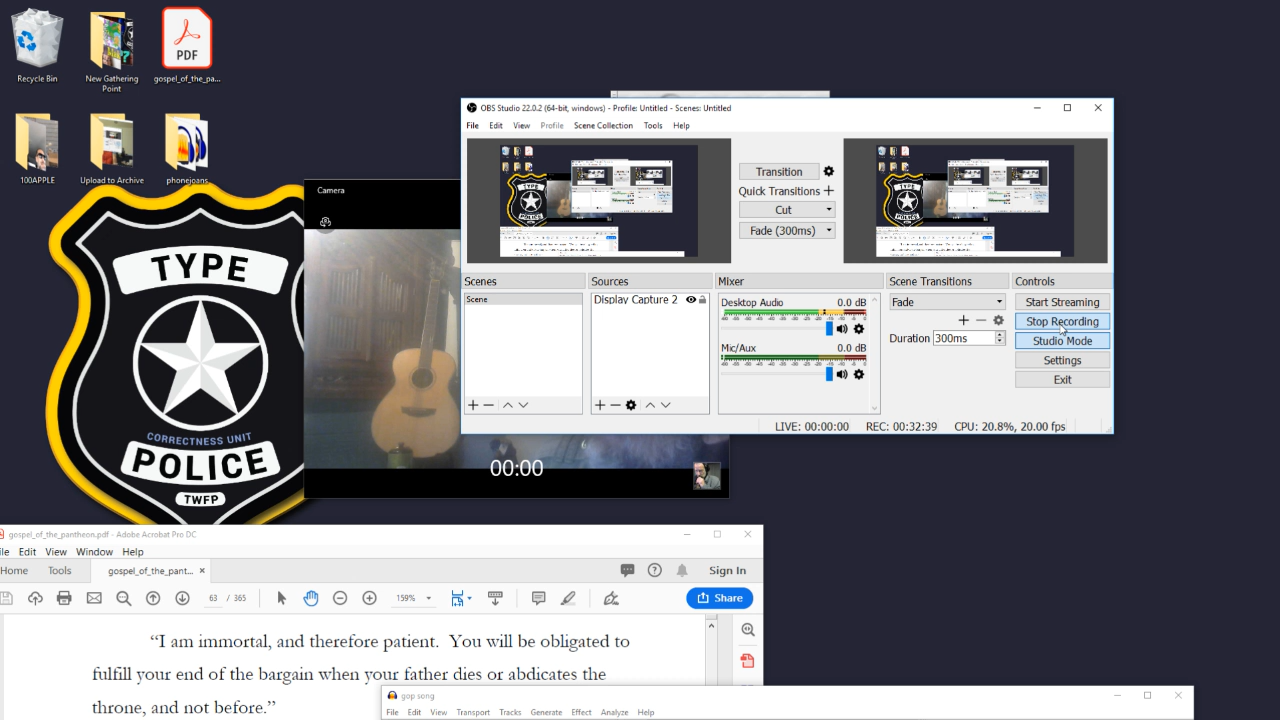 Recycle Bin
New Gathering Point
gospel_of_the_pa...
PDF
100APPLE
Upload to Archive
phonejoans
TYPE
CORRECTNESS UNIT
POLICE
TWFP
Camera
00:00
OBS Studio 22.0.2 (64-bit, windows) - Profile: Untitled - Scenes: Untitled
File Edit View Profile Scene Collection Tools Help
Transition
Quick Transitions
Cut
Fade (300ms)
Scenes
Scene
Sources
Display Capture 2
Mixer
Desktop Audio 0.0 dB
Mic/Aux 0.0 dB
Scene Transitions
Fade
Duration 300ms
Controls
Start Streaming
Stop Recording
Studio Mode
Settings
Exit
LIVE: 00:00:00 REC: 00:32:39 CPU: 20.8%, 20.00 fps
gospel_of_the_pantheon.pdf - Adobe Acrobat Pro DC
ile Edit View Window Help
Home Tools gospel_of_the_pant... × Sign In
63 / 365 159% Share
“I am immortal, and therefore patient. You will be obligated to
fulfill your end of the bargain when your father dies or abdicates the
throne, and not before.”
gop song
File Edit View Transport Tracks Generate Effect Analyze Help